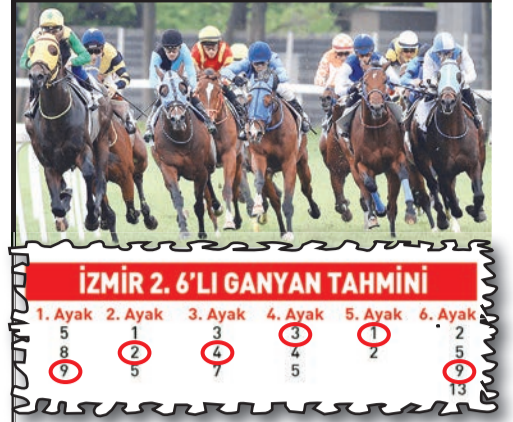 İZMİR 2. 6'LI GANYAN TAHMİNİ
1. Ayak 2. Ayak 3. Ayak 4. Ayak 5. Ayak 6. Ayak
5 1 3 3 1 2
8 2 4 4 2 5
9 5 7 5 9
13